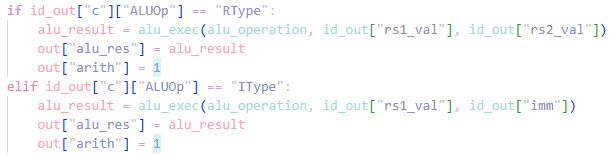 if id_out["c"]["ALUOp"] == "RType":
    alu_result = alu_exec(alu_operation, id_out["rs1_val"], id_out["rs2_val"])
    out["alu_res"] = alu_result
    out["arith"] = 1
elif id_out["c"]["ALUOp"] == "IType":
    alu_result = alu_exec(alu_operation, id_out["rs1_val"], id_out["imm"])
    out["alu_res"] = alu_result
    out["arith"] = 1